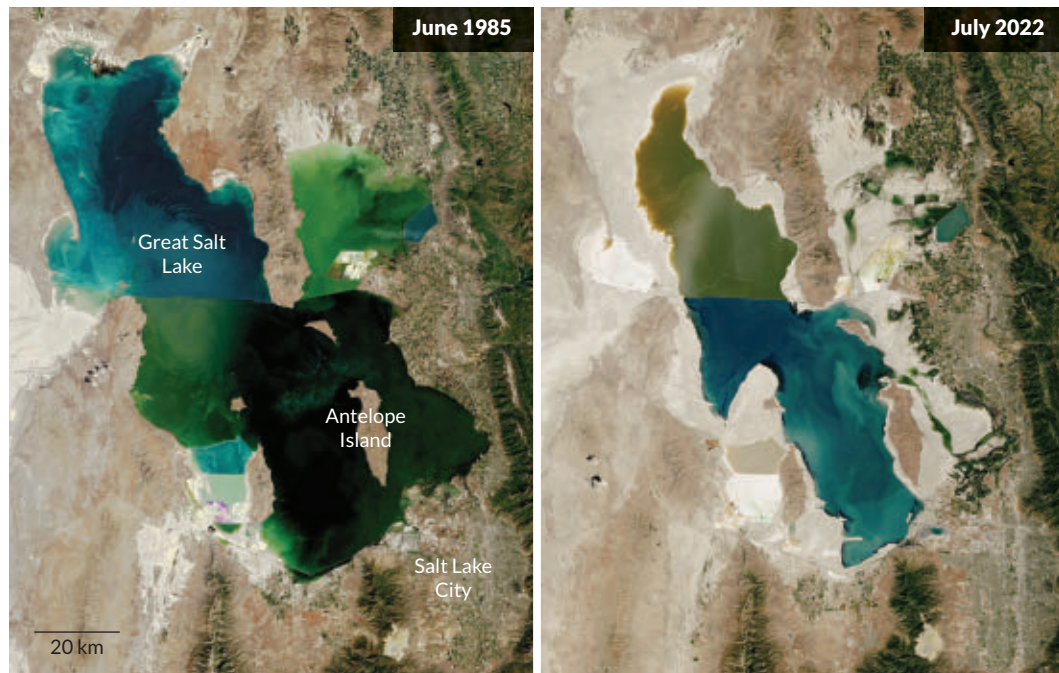 June 1985
July 2022
Great Salt
Lake
Antelope
Island
Salt Lake
City
20 km